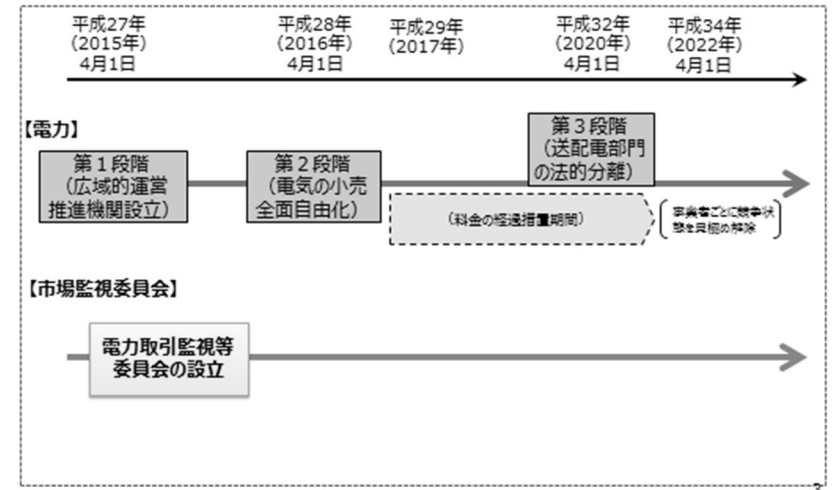 平成27年
(2015年)
4月1日
平成28年
(2016年)
4月1日
平成29年
(2017年)
平成32年
(2020年)
4月1日
平成34年
(2022年)
4月1日
【電力】
第１段階
（広域的運営
推進機関設立）
第２段階
（電気の小売
全面自由化）
第３段階
（送配電部門
の法的分離）
（料金の経過措置期間）
事業者ごとに競争状
態を見極め解除
【市場監視委員会】
電力取引監視等
委員会の設立
3